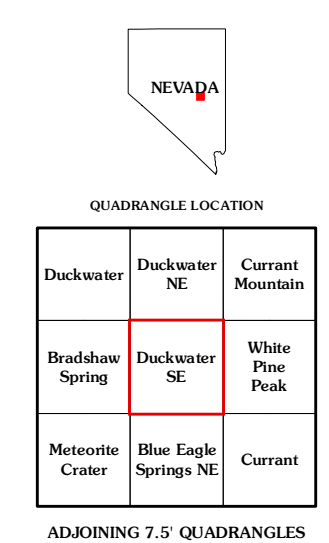 NEVADA
QUADRANGLE LOCATION
Duckwater
Duckwater
NE
Currant
Mountain
Bradshaw
Spring
Duckwater
SE
White
Pine
Peak
Meteorite
Crater
Blue Eagle
Springs NE
Currant
ADJOINING 7.5' QUADRANGLES